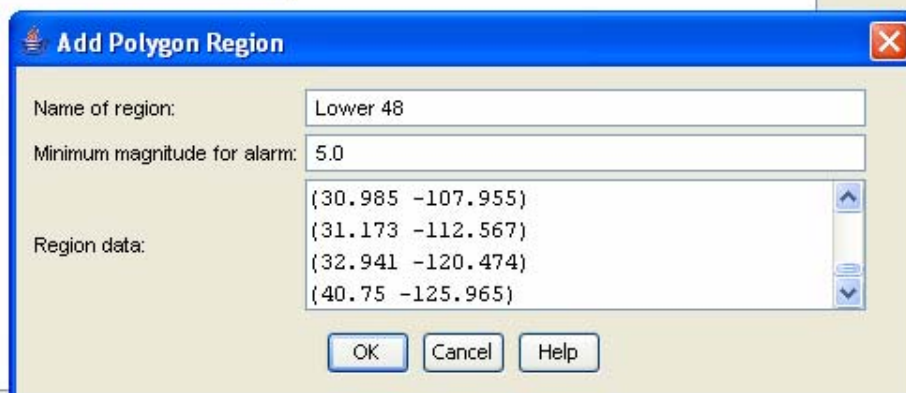 Add Polygon Region
Name of region: Lower 48
Minimum magnitude for alarm: 5.0
Region data:
(30.985 -107.955)
(31.173 -112.567)
(32.941 -120.474)
(40.75 -125.965)
OK Cancel Help